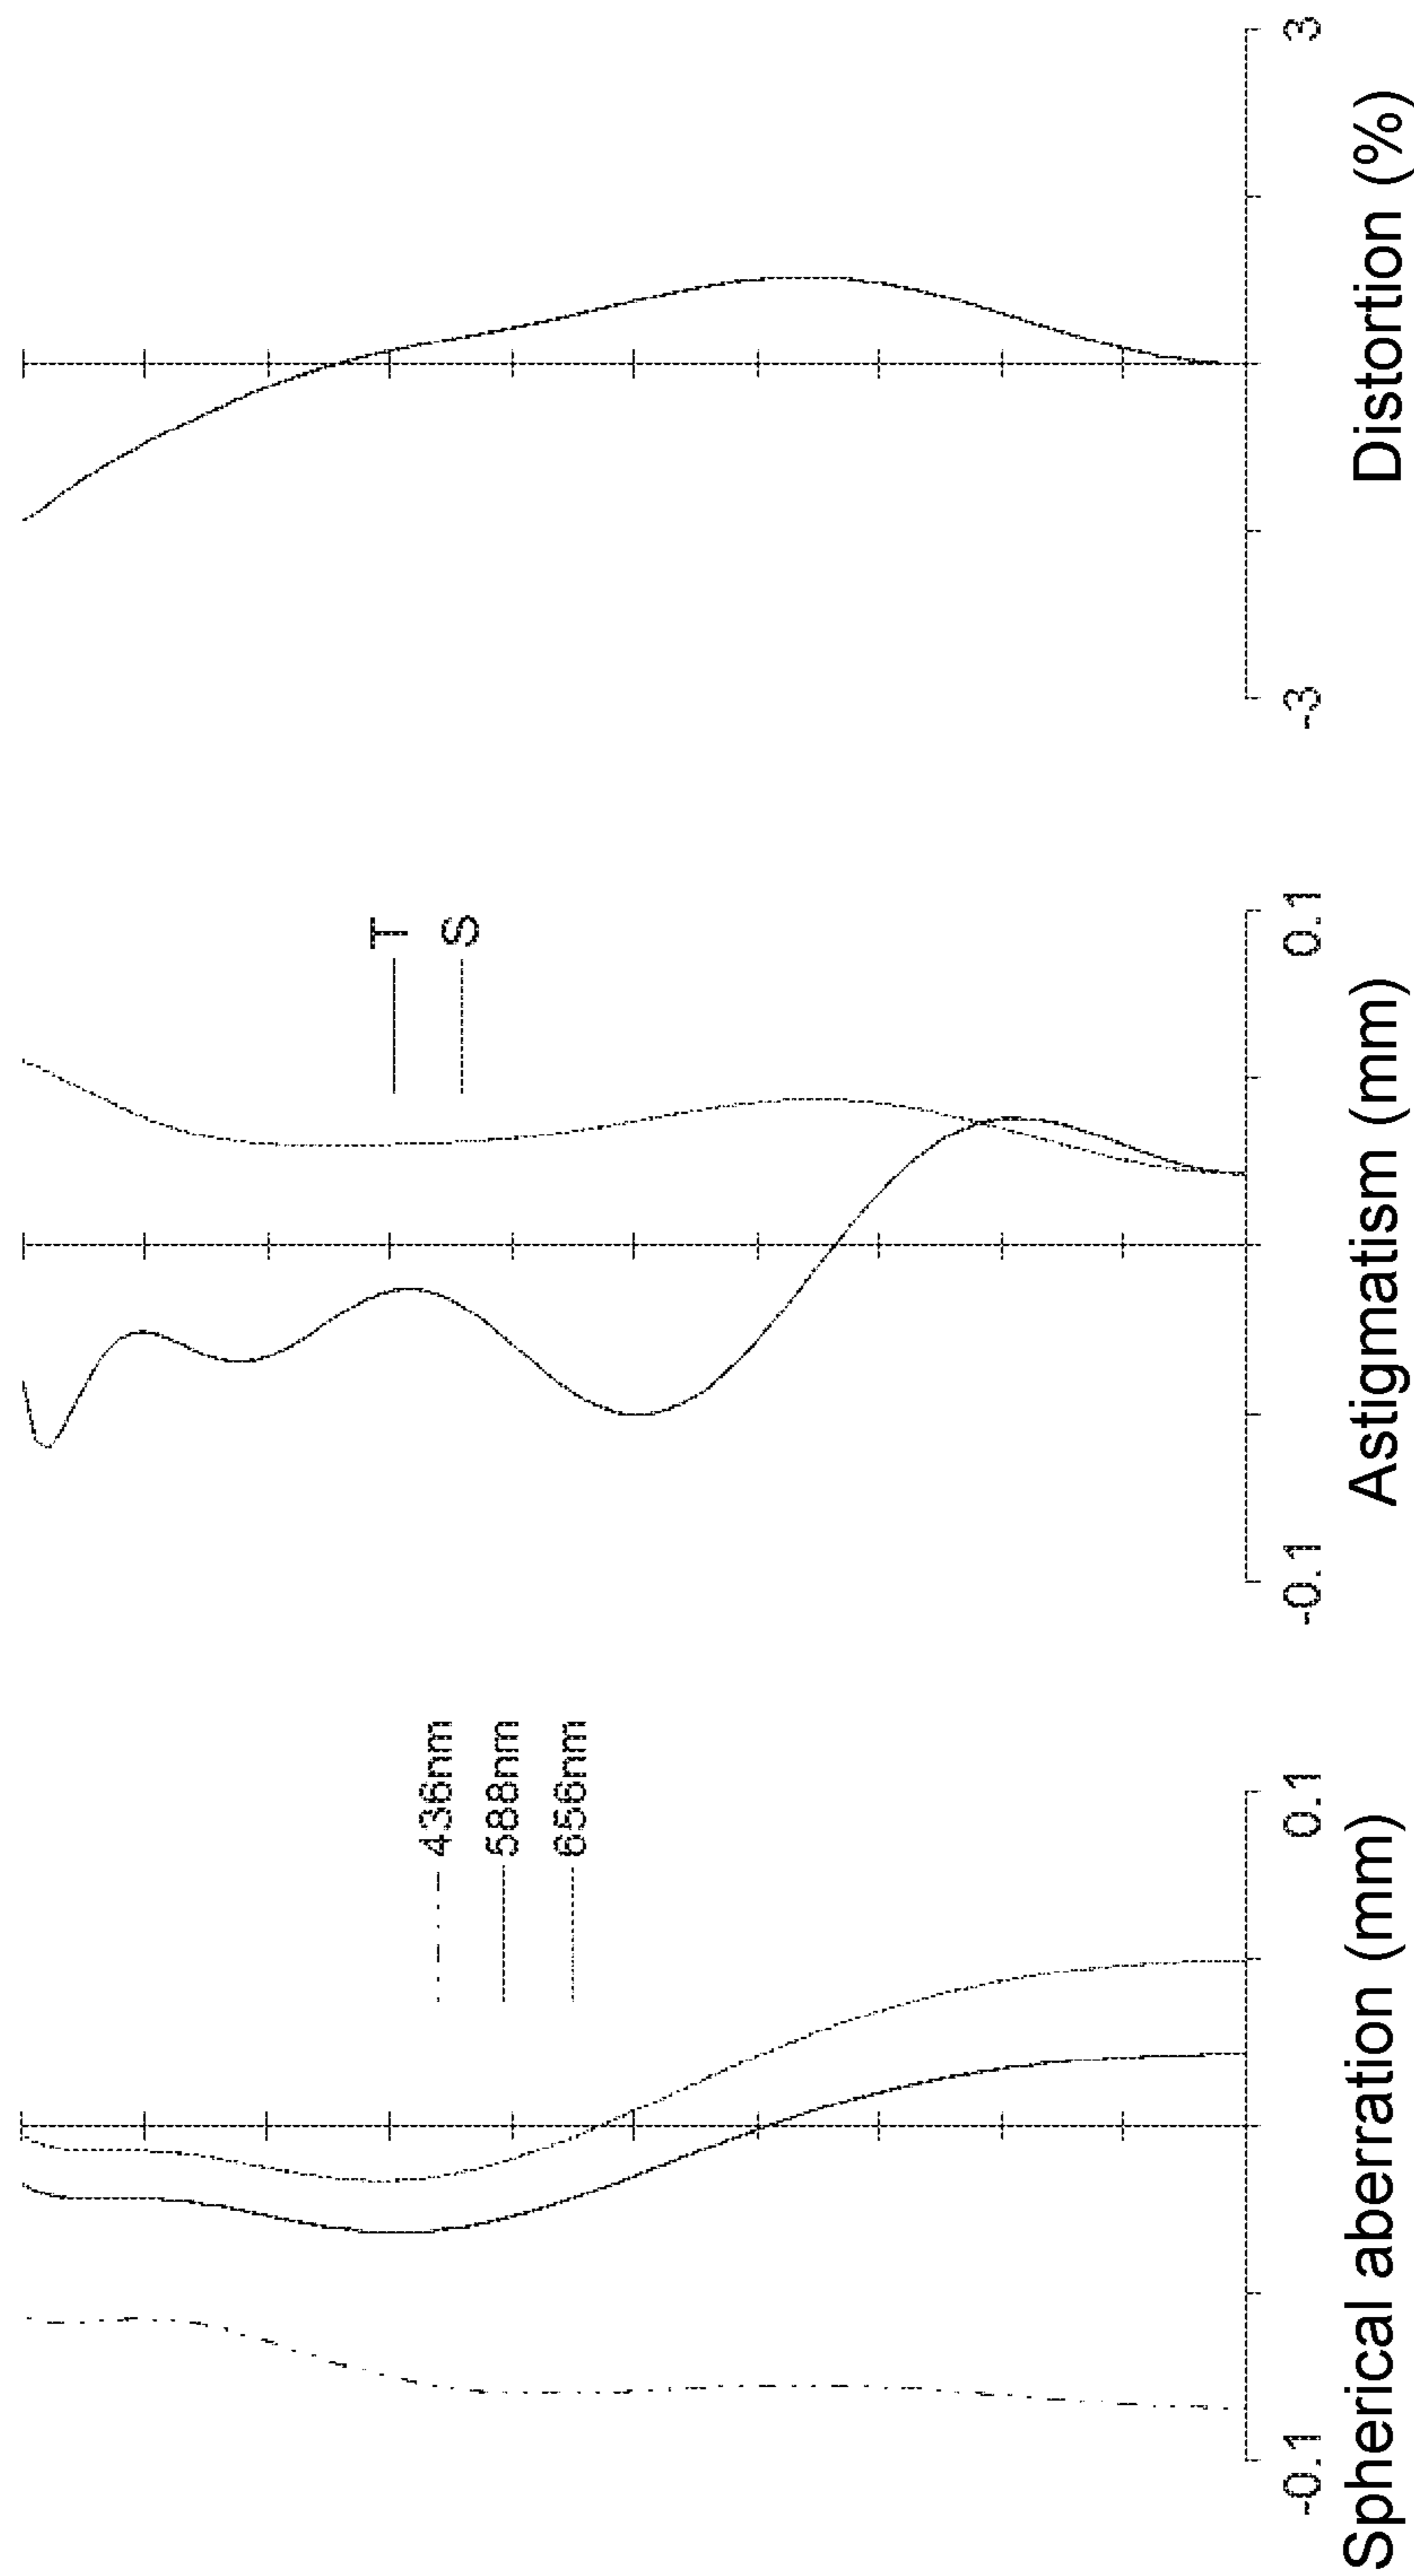 436nm
588nm
656nm
-0.1
0.1
Spherical aberration (mm)
T
S
-0.1
0.1
Astigmatism (mm)
-3
3
Distortion (%)